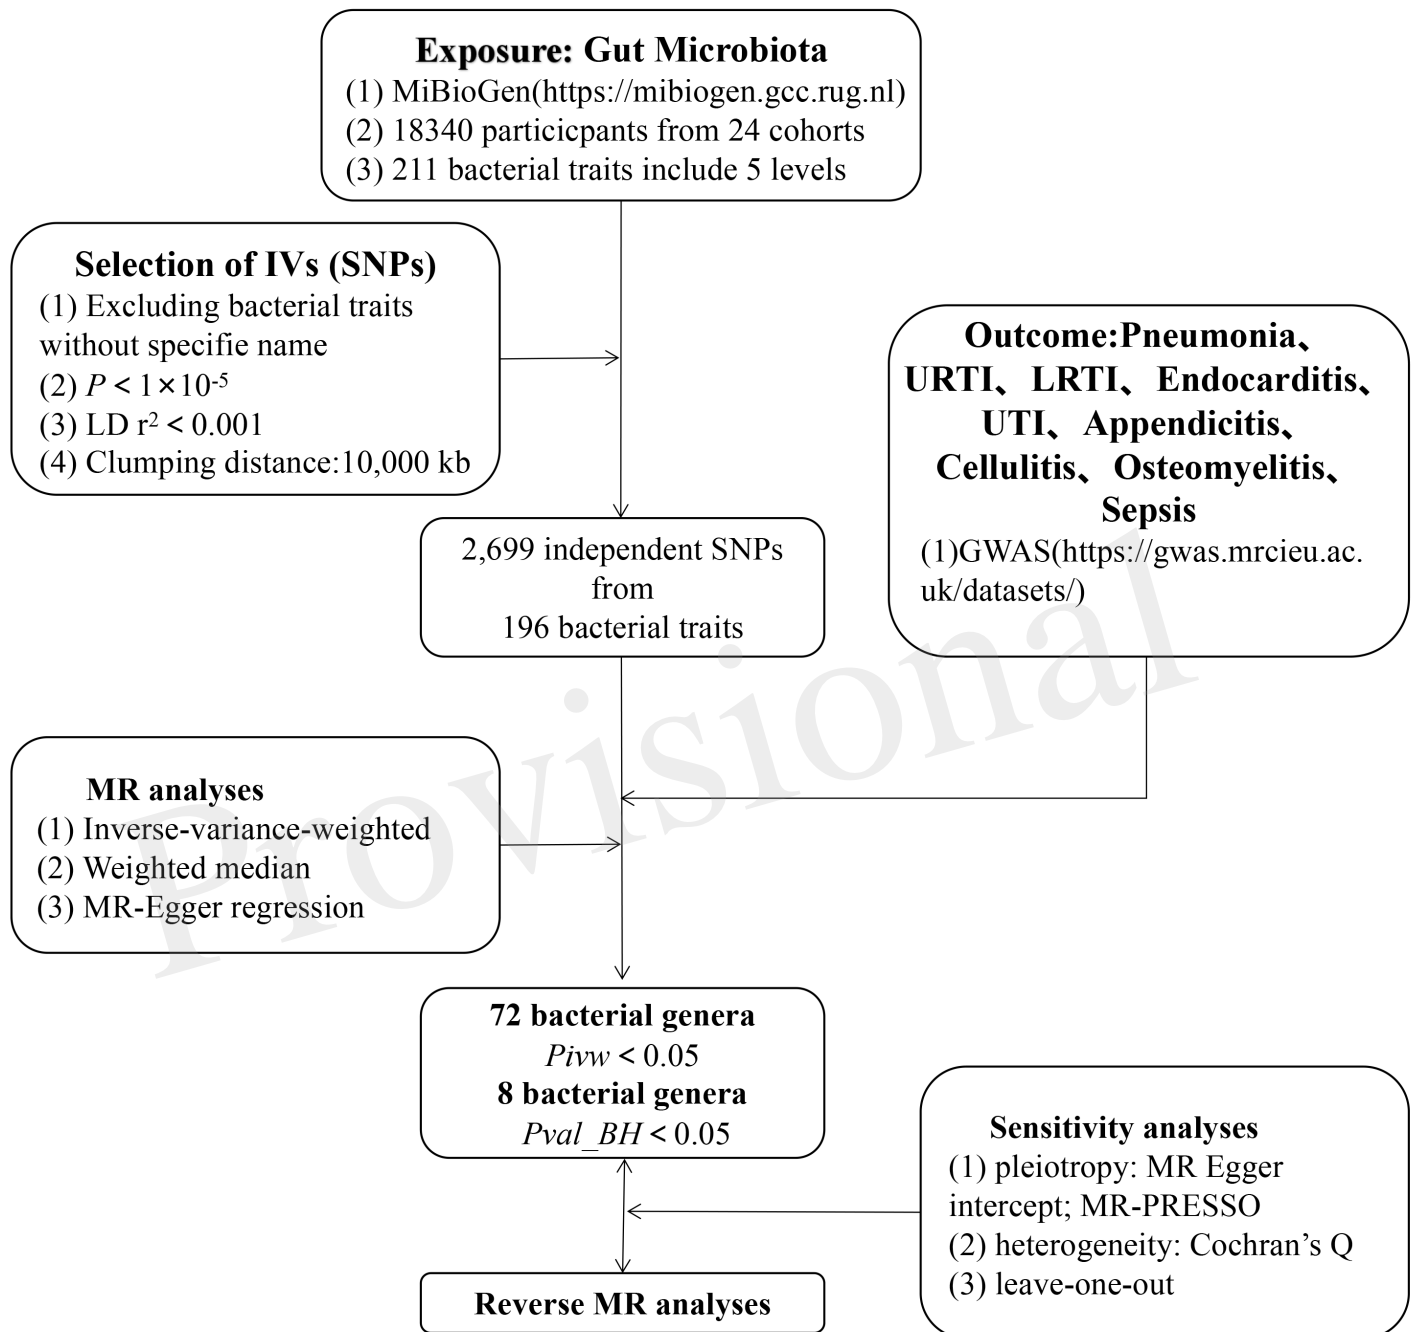 Exposure: Gut Microbiota
(1) MiBioGen(https://mibiogen.gcc.rug.nl)
(2) 18340 particicpants from 24 cohorts
(3) 211 bacterial traits include 5 levels
Selection of IVs (SNPs)
(1) Excluding bacterial traits
without specifie name
(2) P < 1×10⁻⁵
(3) LD r² < 0.001
(4) Clumping distance:10,000 kb
Outcome:Pneumonia、
URTI、LRTI、Endocarditis、
UTI、Appendicitis、
Cellulitis、Osteomyelitis、
Sepsis
(1)GWAS(https://gwas.mrcieu.ac.
uk/datasets/)
2,699 independent SNPs
from
196 bacterial traits
MR analyses
(1) Inverse-variance-weighted
(2) Weighted median
(3) MR-Egger regression
72 bacterial genera
Pivw < 0.05
8 bacterial genera
Pval_BH < 0.05
Sensitivity analyses
(1) pleiotropy: MR Egger
intercept; MR-PRESSO
(2) heterogeneity: Cochran’s Q
(3) leave-one-out
Reverse MR analyses
Provisional